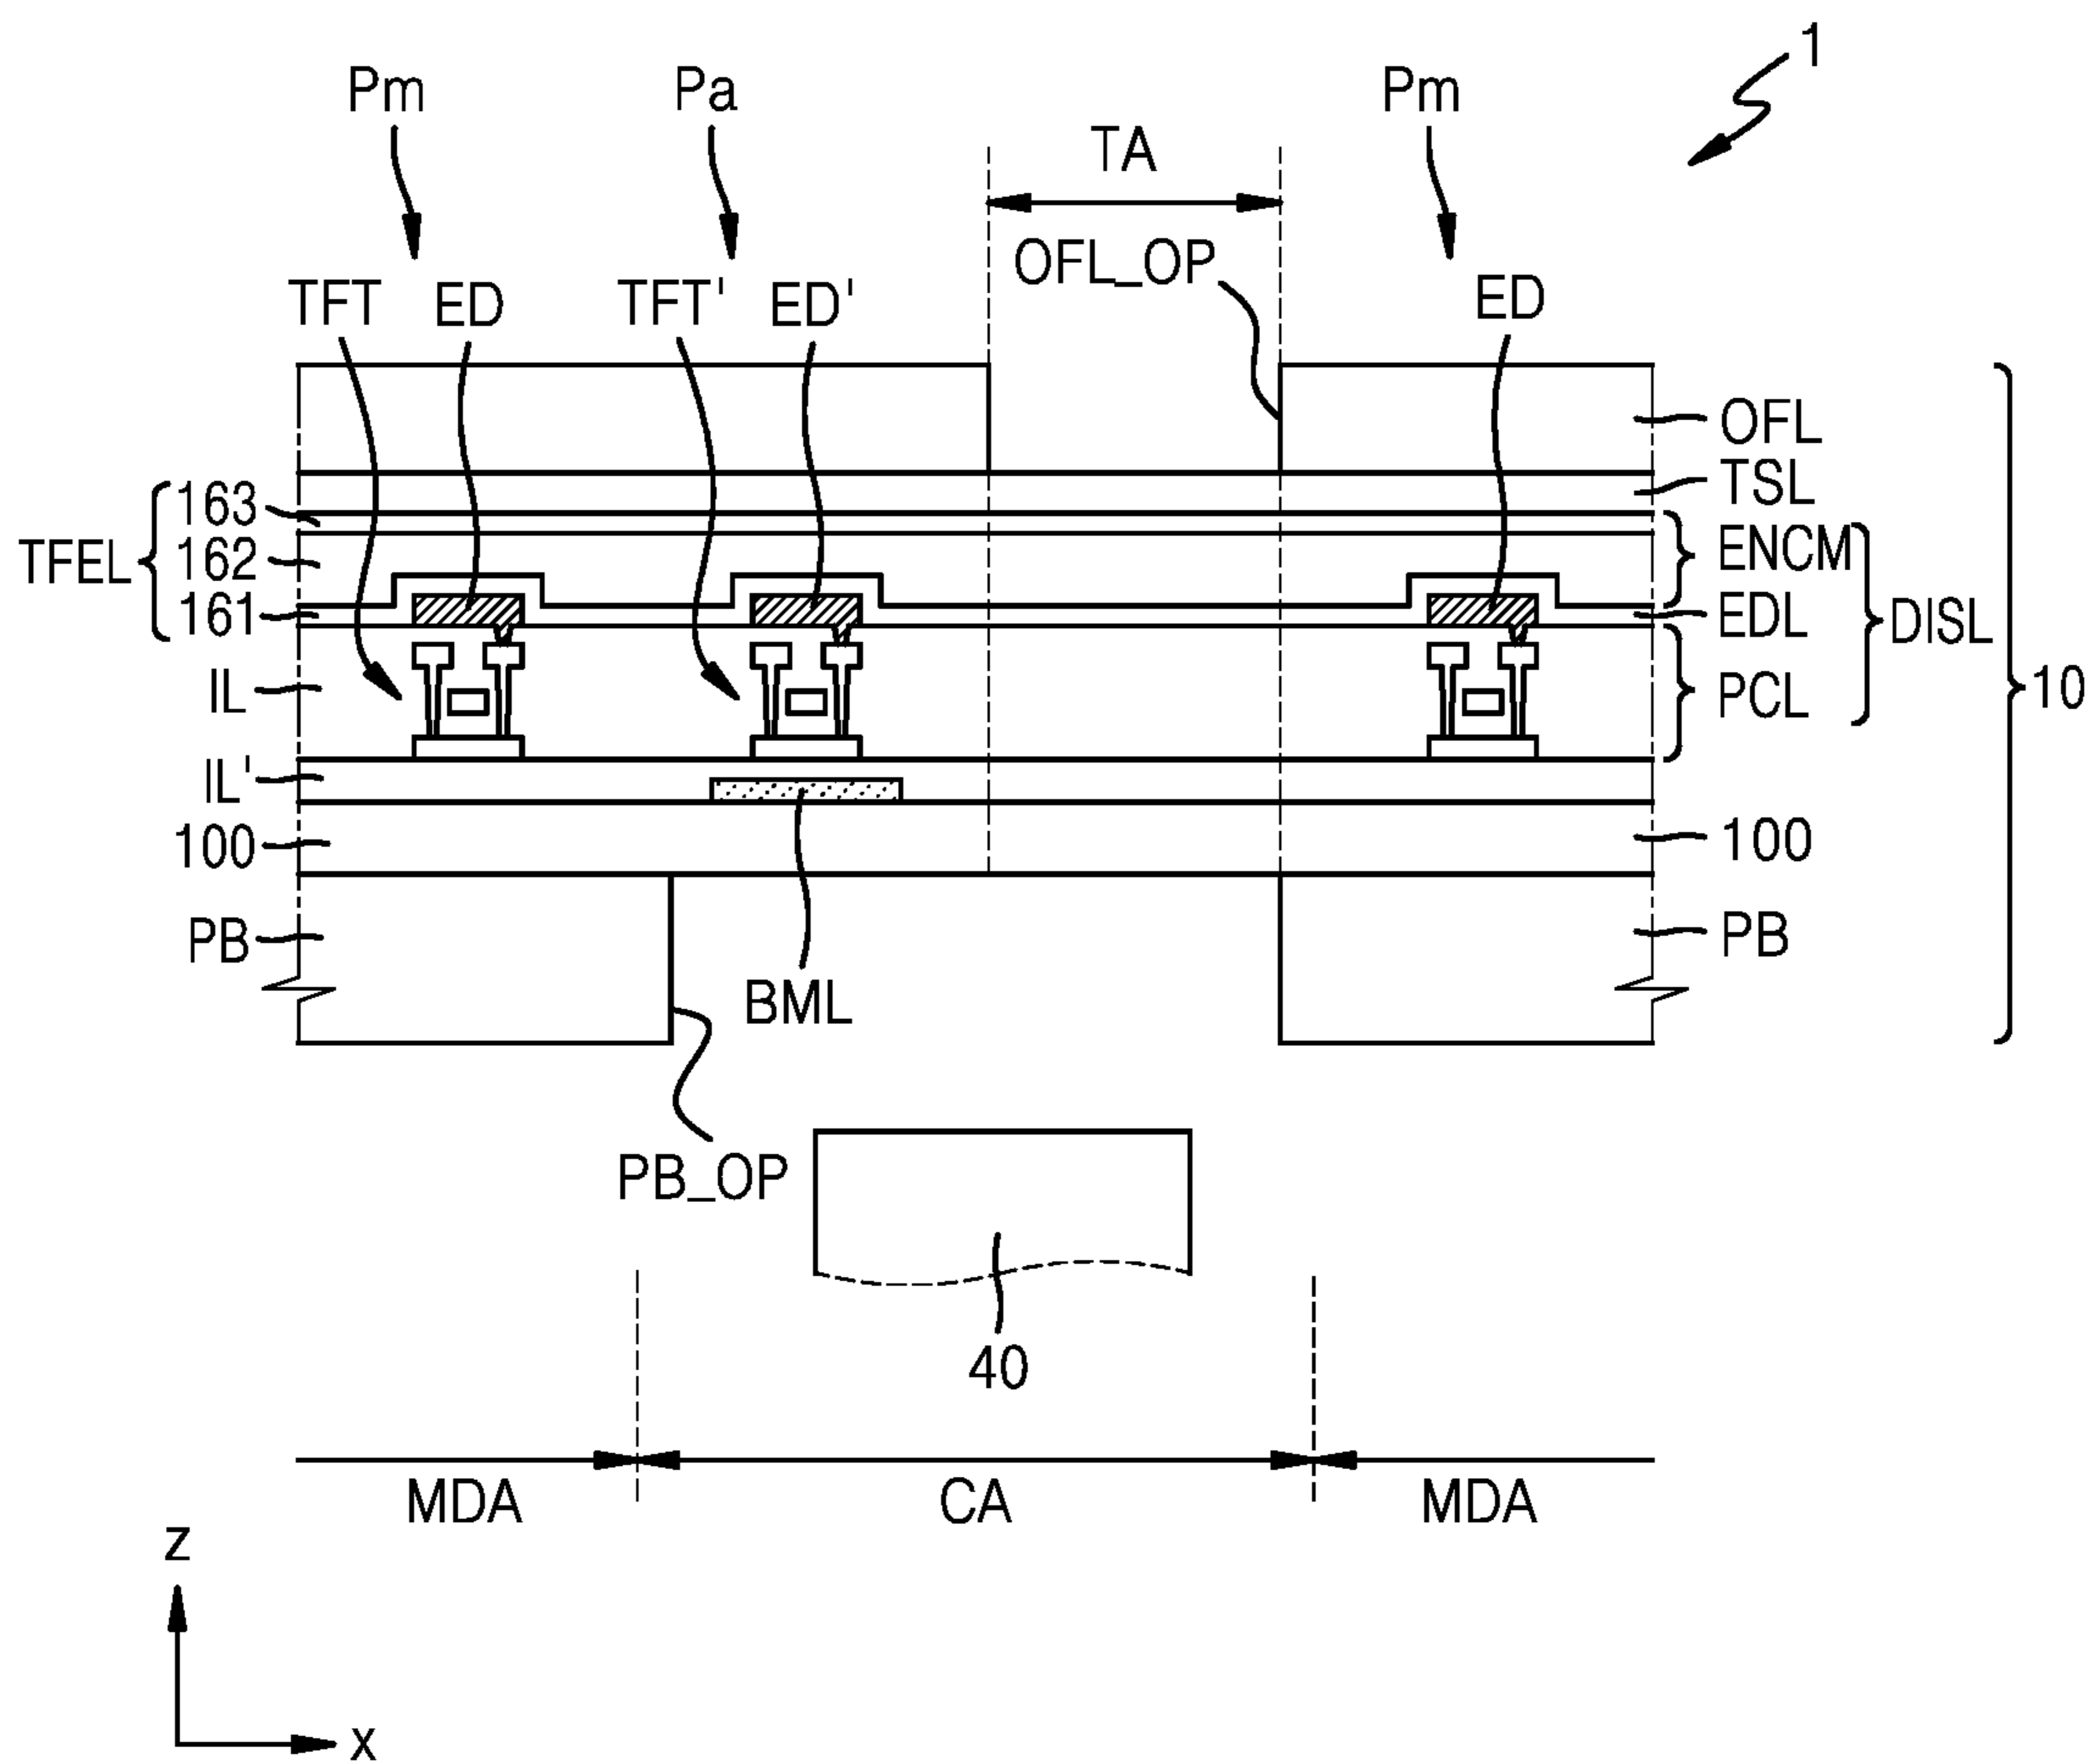 1
Pm Pa Pm
TA
OFL_OP
TFT ED TFT' ED' ED
OFL
TSL
163
162
161
TFEL
ENCM
EDL
PCL
DISL
10
IL
IL'
100 100
PB PB
BML
PB_OP
40
MDA CA MDA
z
x